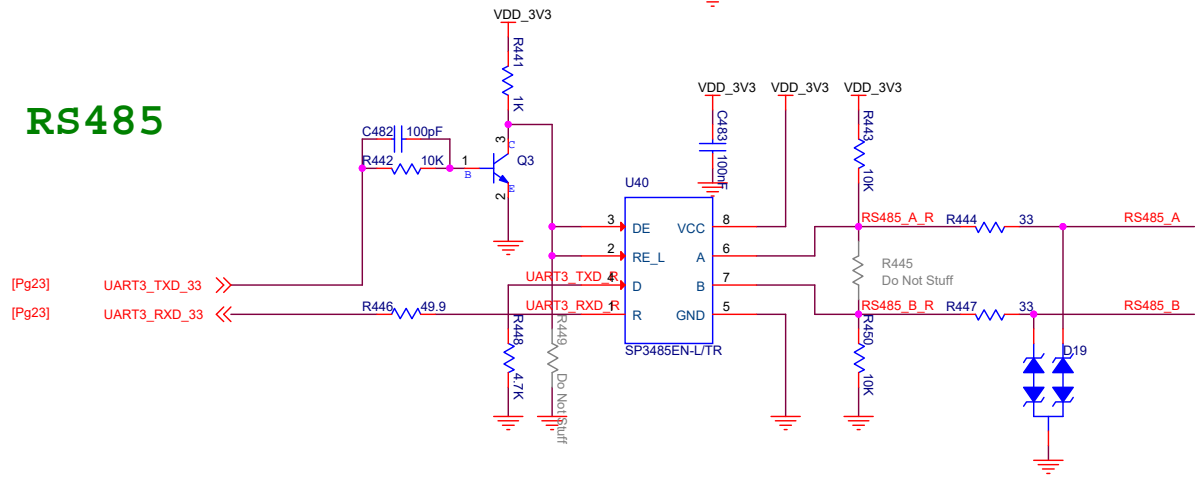 VDD_3V3
R441
1K
RS485
VDD_3V3
VDD_3V3
VDD_3V3
C482
100pF
C483
100nF
R443
10K
R442
10K
1
B
3
C
Q3
2
E
U40
3
DE
VCC
8
RS485_A_R
R444
33
RS485_A
2
RE_L
A
6
R445
Do Not Stuff
[Pg23]
UART3_TXD_33
UART3_TXD_R
4
D
B
7
[Pg23]
UART3_RXD_33
R446
49.9
UART3_RXD_R
1
R
GND
5
RS485_B_R
R447
33
RS485_B
SP3485EN-L/TR
R448
4.7K
R449
Do Not Stuff
R450
10K
D19